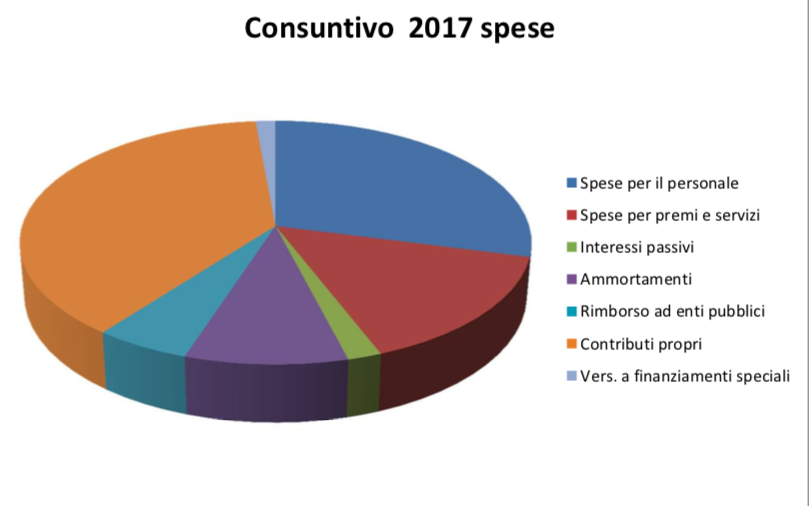 Consuntivo 2017 spese
Spese per il personale
Spese per premi e servizi
Interessi passivi
Ammortamenti
Rimborso ad enti pubblici
Contributi propri
Vers. a finanziamenti speciali